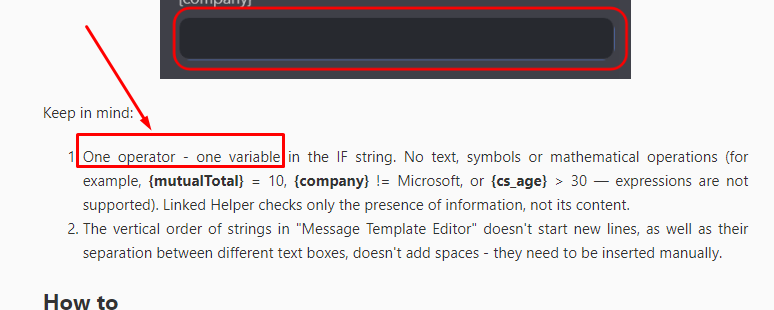 {company}
Keep in mind:
1. One operator - one variable in the IF string. No text, symbols or mathematical operations (for
example, {mutualTotal} = 10, {company} != Microsoft, or {cs_age} > 30 — expressions are not
supported). Linked Helper checks only the presence of information, not its content.
2. The vertical order of strings in "Message Template Editor" doesn't start new lines, as well as their
separation between different text boxes, doesn't add spaces - they need to be inserted manually.
How to